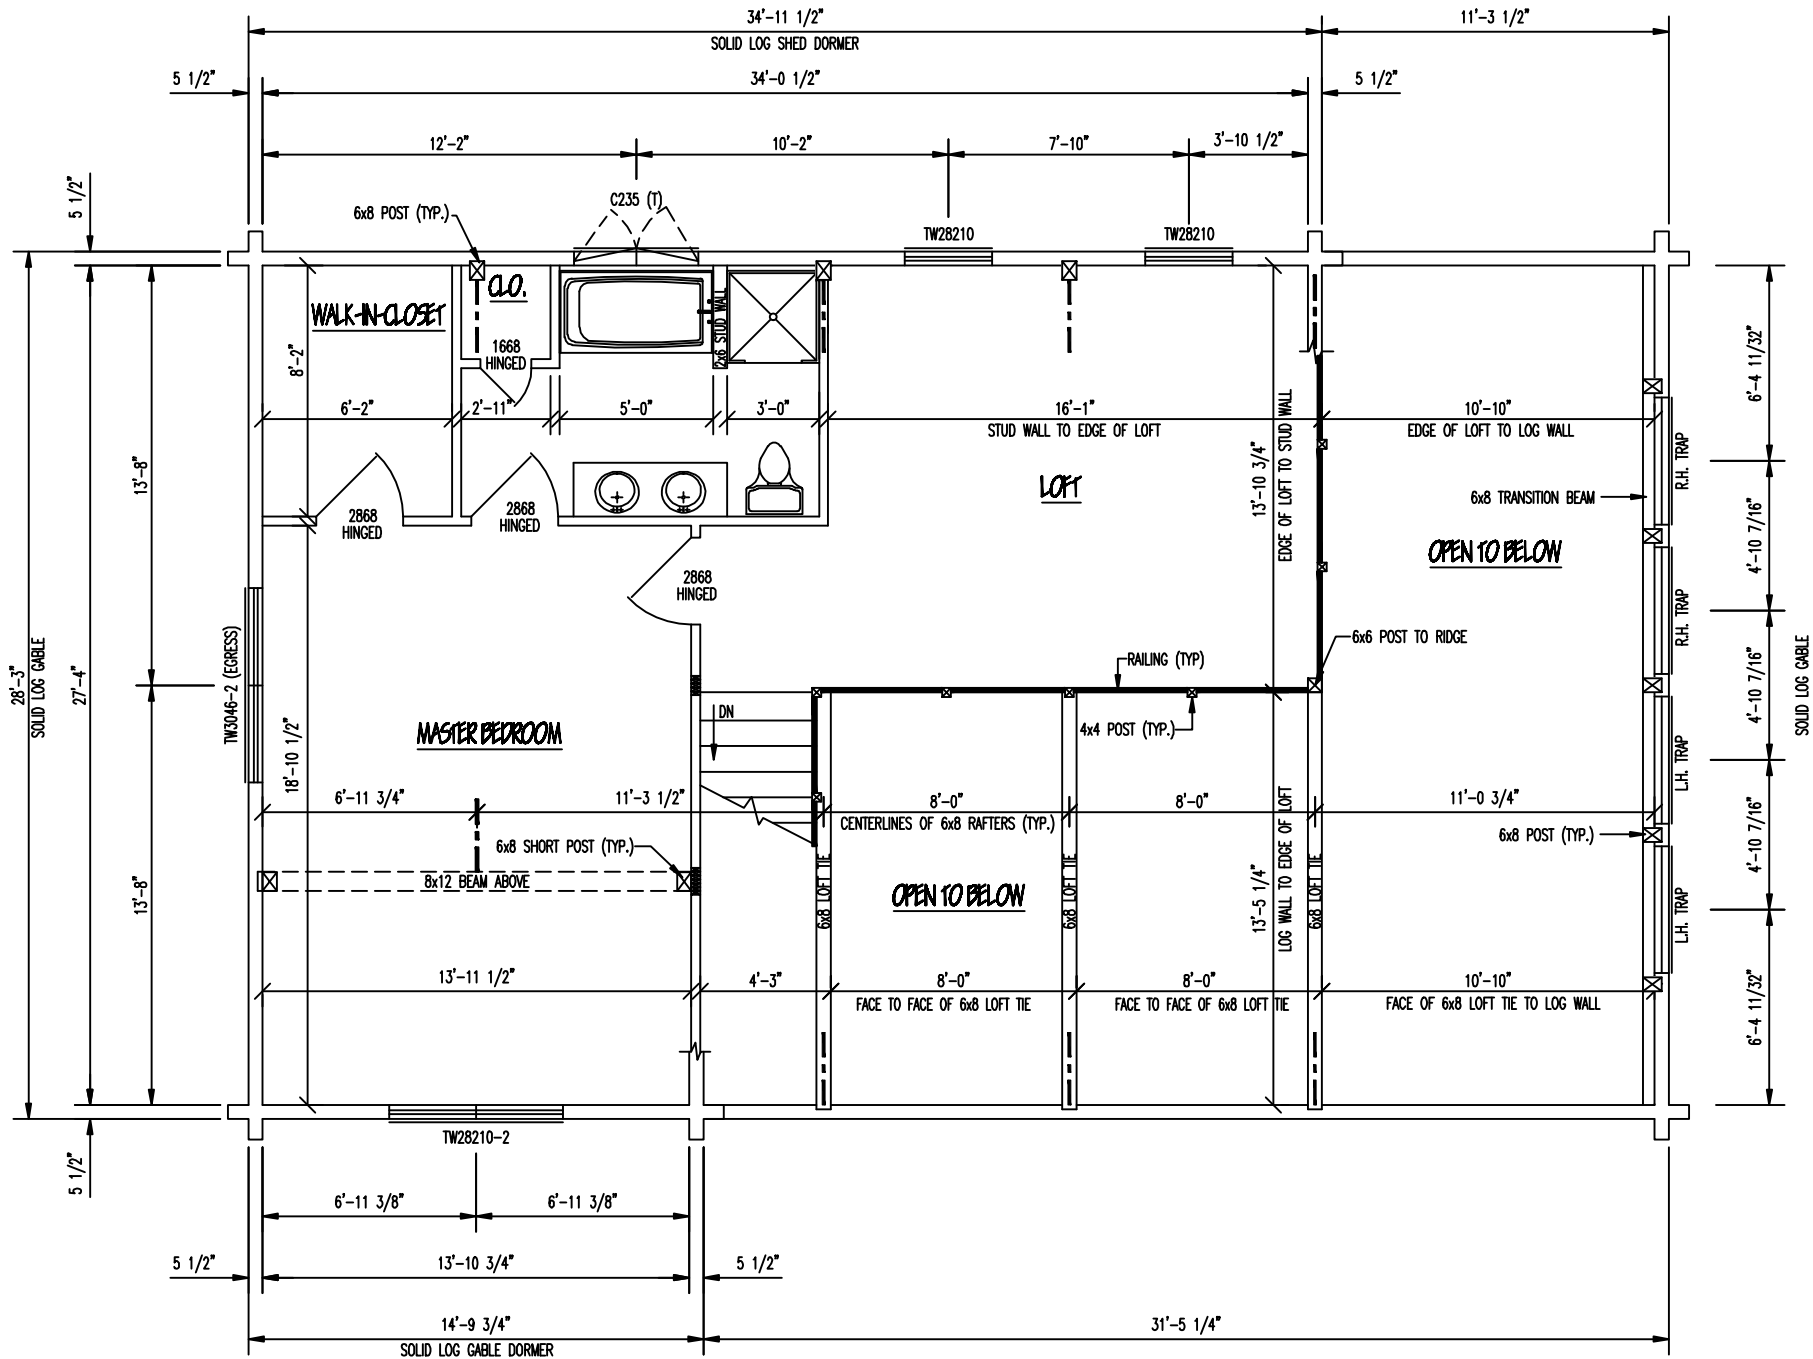 34'-11 1/2"
11'-3 1/2"
SOLID LOG SHED DORMER
5 1/2"
34'-0 1/2"
5 1/2"
12'-2"
10'-2"
7'-10"
3'-10 1/2"
5 1/2"
6x8 POST (TYP.)
C235 (T)
TW28210
TW28210
CLO.
WALK-IN-CLOSET
2x6 STUD WALL
1668
HINGED
8'-2"
6'-4 11/32"
6'-2"
2'-11"
5'-0"
3'-0"
16'-1"
STUD WALL TO EDGE OF LOFT
10'-10"
EDGE OF LOFT TO LOG WALL
13'-8"
13'-10 3/4"
EDGE OF LOFT TO STUD WALL
R.H. TRAP
LOFT
6x8 TRANSITION BEAM
2868
HINGED
2868
HINGED
4'-10 7/16"
OPEN TO BELOW
2868
HINGED
R.H. TRAP
28'-3"
SOLID LOG GABLE
27'-4"
TW3046-2 (EGRESS)
6x6 POST TO RIDGE
RAILING (TYP)
4'-10 7/16"
SOLID LOG GABLE
DN
MASTER BEDROOM
4x4 POST (TYP.)
18'-10 1/2"
L.H. TRAP
6'-11 3/4"
11'-3 1/2"
8'-0"
CENTERLINES OF 6x8 RAFTERS (TYP.)
8'-0"
11'-0 3/4"
6x8 SHORT POST (TYP.)
6x8 POST (TYP.)
4'-10 7/16"
8x12 BEAM ABOVE
6x8 LOFT TIE
OPEN TO BELOW
6x8 LOFT TIE
13'-5 1/4"
LOG WALL TO EDGE OF LOFT
6x8 LOFT TIE
L.H. TRAP
13'-8"
13'-11 1/2"
4'-3"
8'-0"
FACE TO FACE OF 6x8 LOFT TIE
8'-0"
FACE TO FACE OF 6x8 LOFT TIE
10'-10"
FACE OF 6x8 LOFT TIE TO LOG WALL
6'-4 11/32"
TW28210-2
5 1/2"
6'-11 3/8"
6'-11 3/8"
5 1/2"
13'-10 3/4"
5 1/2"
14'-9 3/4"
SOLID LOG GABLE DORMER
31'-5 1/4"